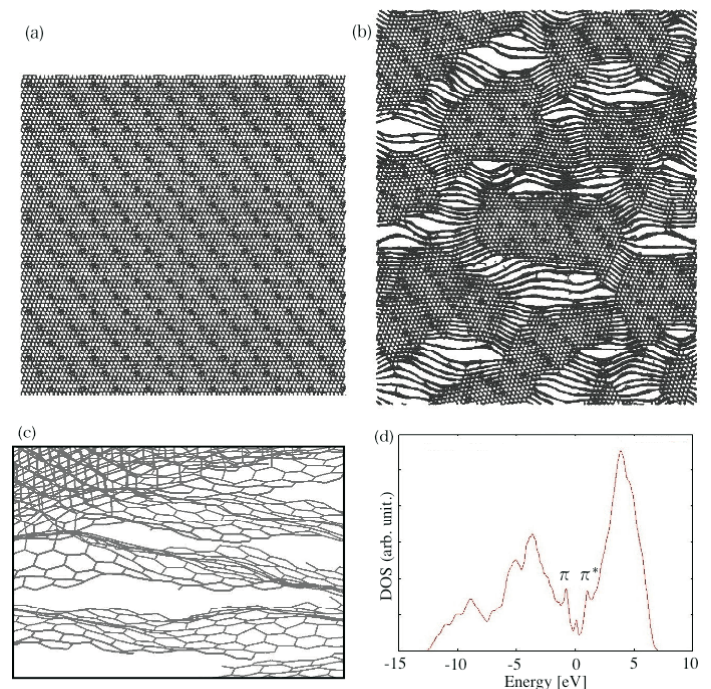 (a)
(b)
(c)
(d)
DOS (arb. unit.)
π
π*
-15
-10
-5
0
5
10
Energy [eV]